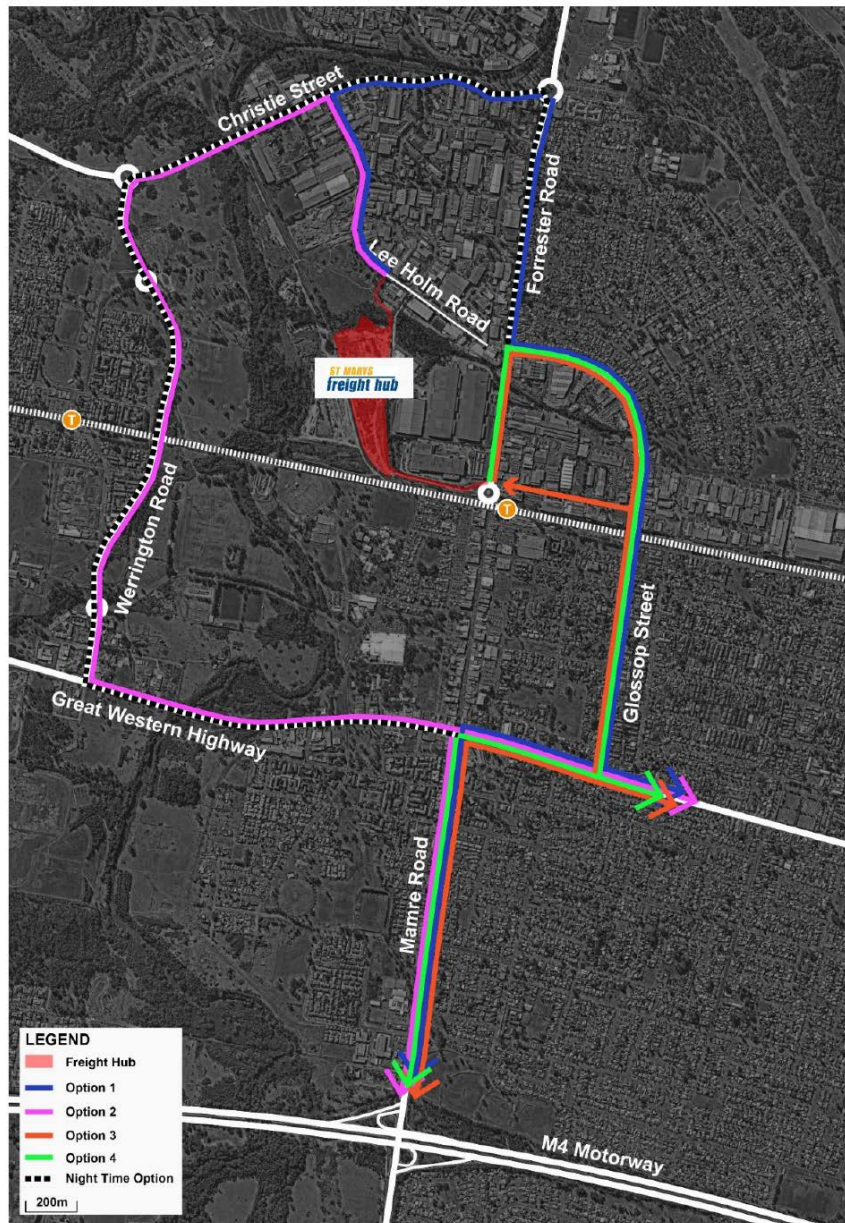 Christie Street
Forrester Road
Lee Holm Road
ST MARYS
freight hub
T
T
Werrington Road
Glossop Street
Great Western Highway
Mamre Road
M4 Motorway
LEGEND
Freight Hub
Option 1
Option 2
Option 3
Option 4
Night Time Option
200m